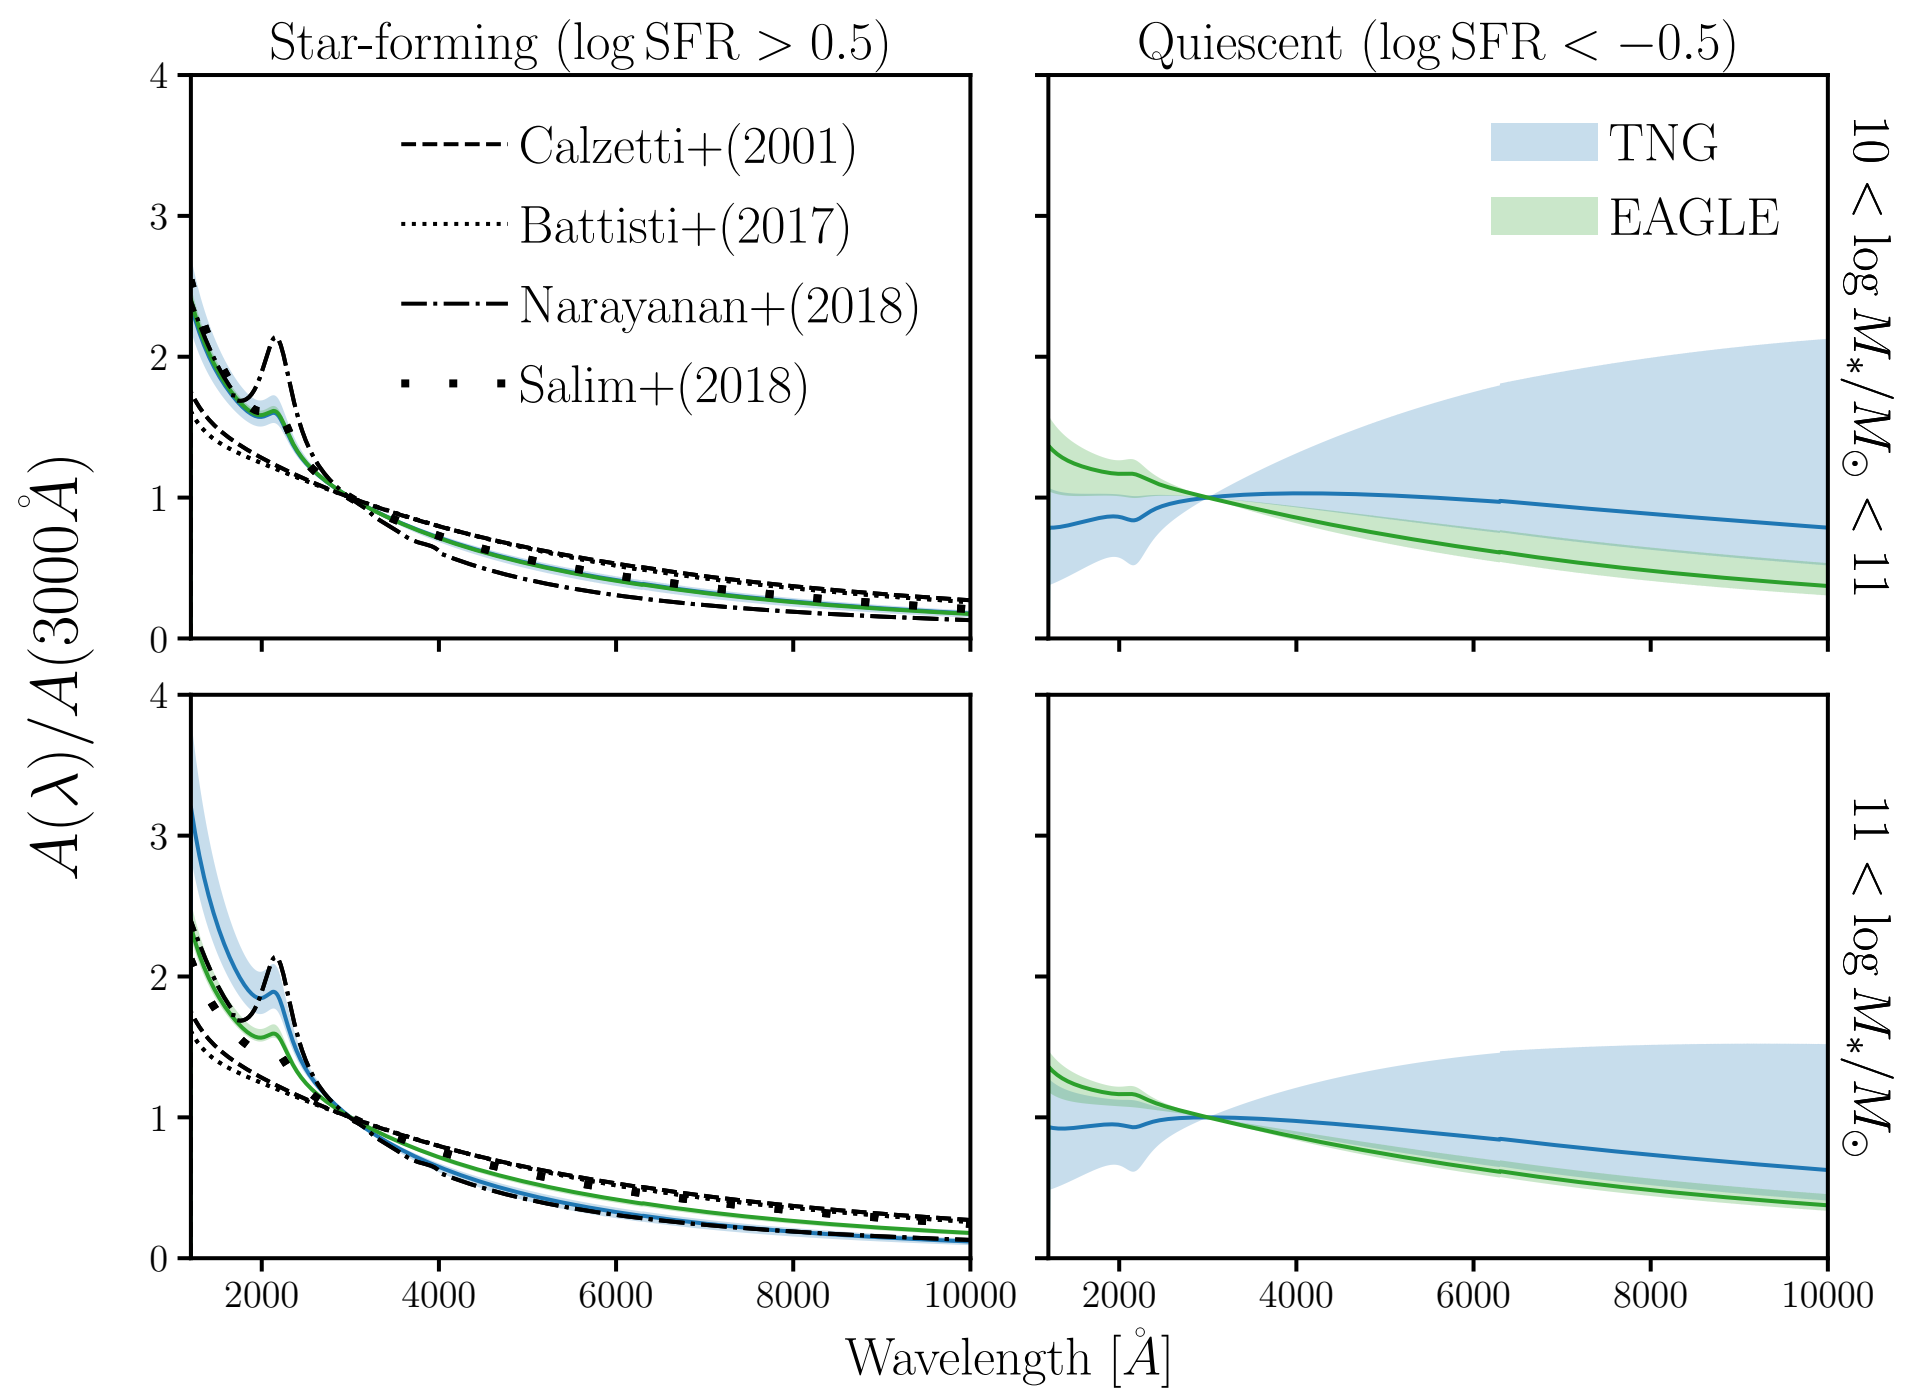 Star-forming (log SFR > 0.5)
Quiescent (log SFR < −0.5)
4
3
2
1
0
Calzetti+(2001)
Battisti+(2017)
Narayanan+(2018)
Salim+(2018)
TNG
EAGLE
10 < log M∗/M⊙ < 11
A(λ)/A(3000Å)
4
3
2
1
0
11 < log M∗/M⊙
2000 4000 6000 8000 10000
2000 4000 6000 8000 10000
Wavelength [Å]